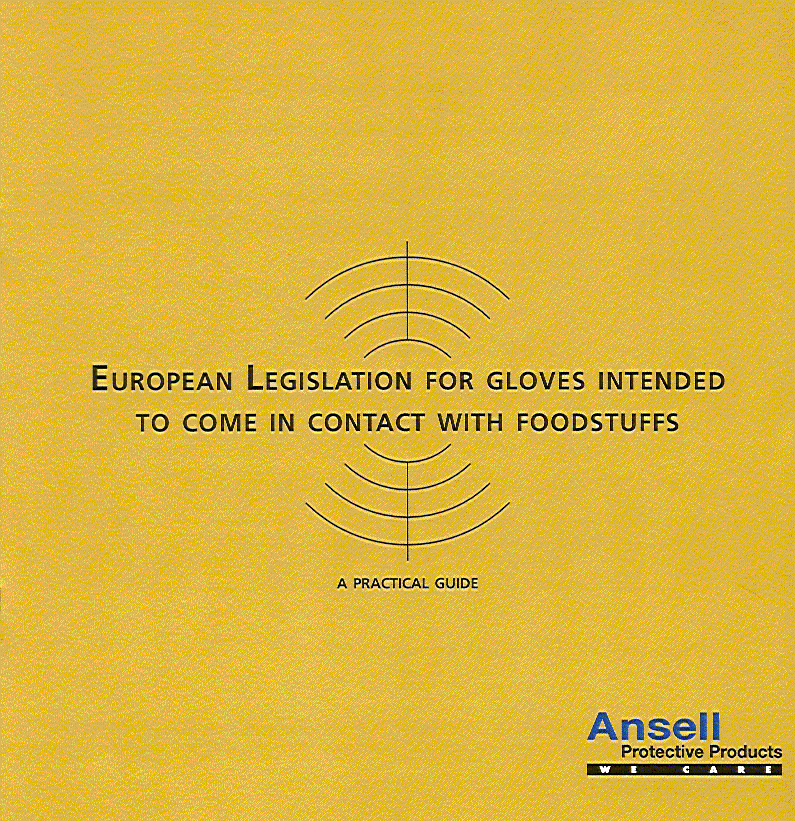 EUROPEAN LEGISLATION FOR GLOVES INTENDED
TO COME IN CONTACT WITH FOODSTUFFS
A PRACTICAL GUIDE
Ansell
Protective Products
WE CARE